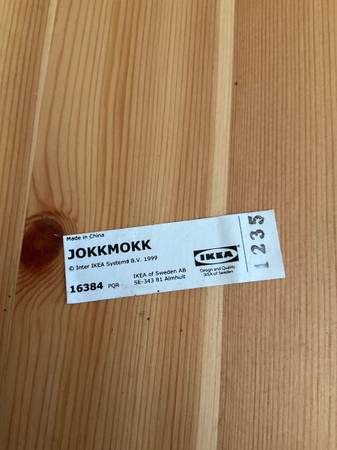 Made in China
JOKKMOKK
© Inter IKEA Systems B.V. 1999
16384 PQR
IKEA of Sweden AB
SE-343 81 Älmhult
IKEA
Design and Quality
IKEA of Sweden
1235